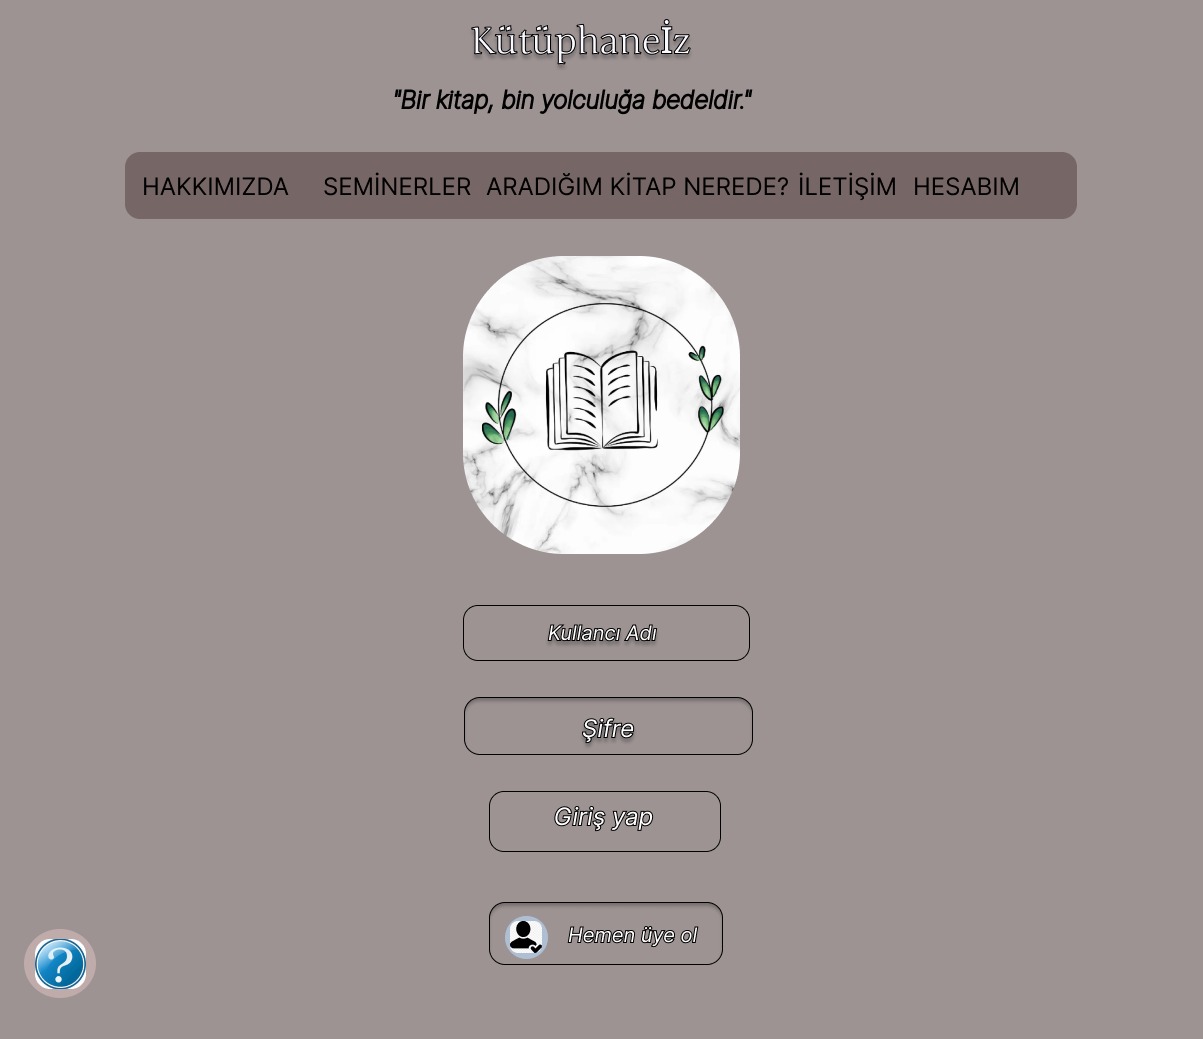 Kütüphaneİz
"Bir kitap, bin yolculuğa bedeldir."
HAKKIMIZDA SEMİNERLER ARADIĞIM KİTAP NEREDE? İLETİŞİM HESABIM
Kullancı Adı
Şifre
Giriş yap
Hemen üye ol
?